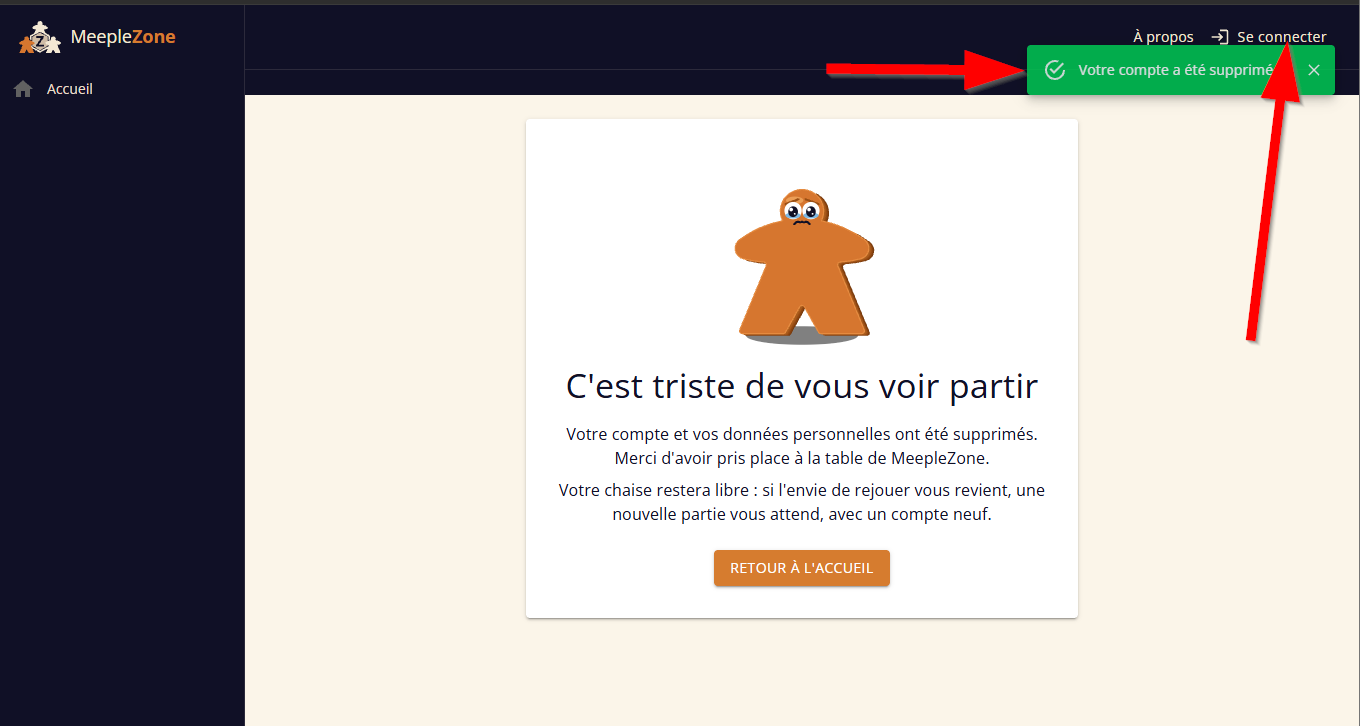 MeepleZone
À propos
Se connecter
Votre compte a été supprimé
Accueil
C'est triste de vous voir partir
Votre compte et vos données personnelles ont été supprimés.
Merci d'avoir pris place à la table de MeepleZone.
Votre chaise restera libre : si l'envie de rejouer vous revient, une
nouvelle partie vous attend, avec un compte neuf.
RETOUR À L'ACCUEIL